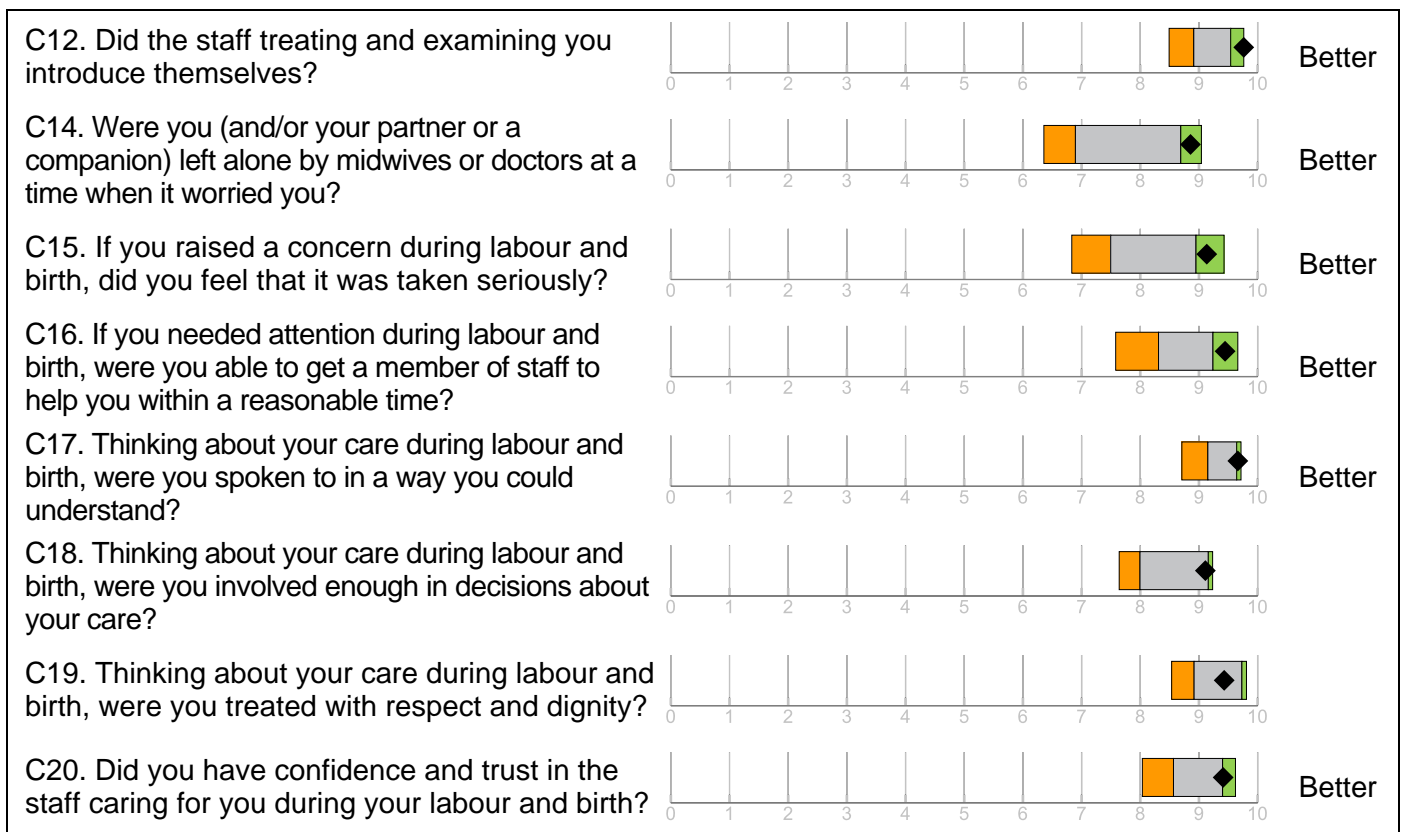 C12. Did the staff treating and examining you
introduce themselves?
0 1 2 3 4 5 6 7 8 9 10
Better
C14. Were you (and/or your partner or a
companion) left alone by midwives or doctors at a
time when it worried you?
0 1 2 3 4 5 6 7 8 9 10
Better
C15. If you raised a concern during labour and
birth, did you feel that it was taken seriously?
0 1 2 3 4 5 6 7 8 9 10
Better
C16. If you needed attention during labour and
birth, were you able to get a member of staff to
help you within a reasonable time?
0 1 2 3 4 5 6 7 8 9 10
Better
C17. Thinking about your care during labour and
birth, were you spoken to in a way you could
understand?
0 1 2 3 4 5 6 7 8 9 10
Better
C18. Thinking about your care during labour and
birth, were you involved enough in decisions about
your care?
0 1 2 3 4 5 6 7 8 9 10
C19. Thinking about your care during labour and
birth, were you treated with respect and dignity?
0 1 2 3 4 5 6 7 8 9 10
C20. Did you have confidence and trust in the
staff caring for you during your labour and birth?
0 1 2 3 4 5 6 7 8 9 10
Better